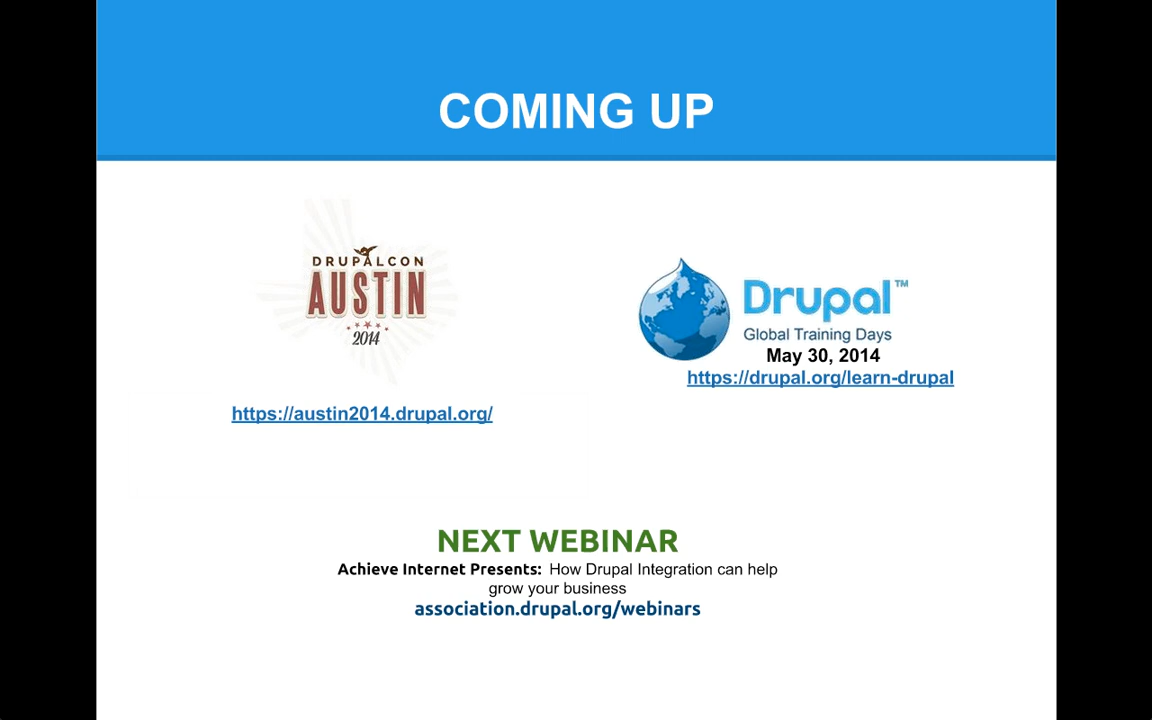 COMING UP
DRUPALCON
AUSTIN
2014
https://austin2014.drupal.org/
Drupal™
Global Training Days
May 30, 2014
https://drupal.org/learn-drupal
NEXT WEBINAR
Achieve Internet Presents: How Drupal Integration can help
grow your business
association.drupal.org/webinars